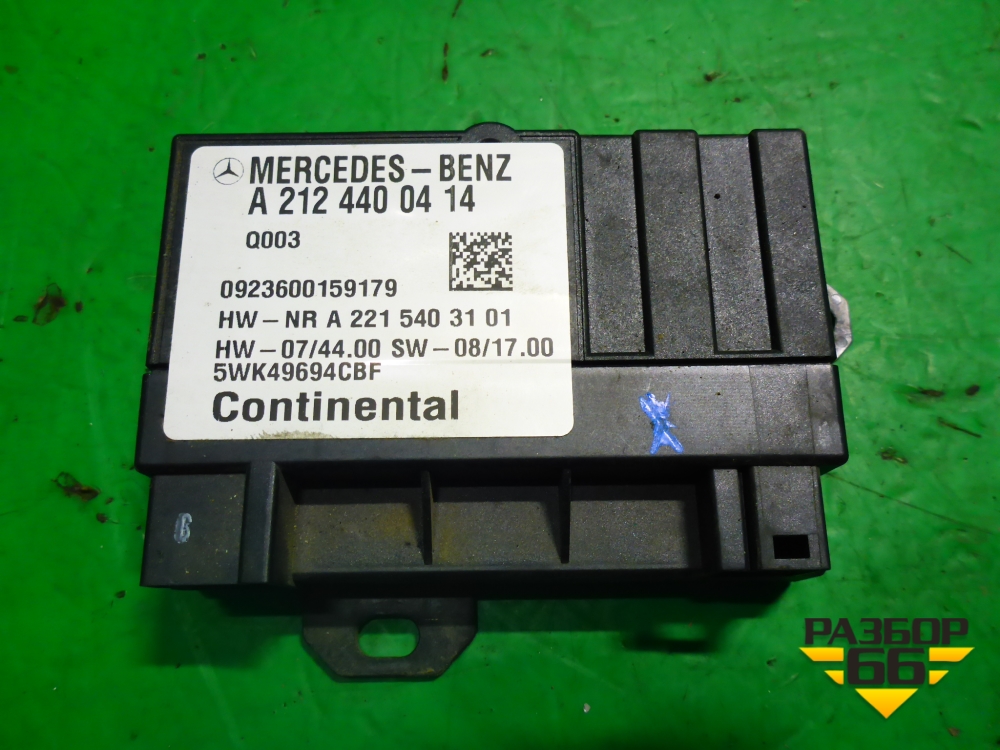 MERCEDES-BENZ
A 212 440 04 14
Q003
0923600159179
HW-NR A 221 540 31 01
HW-07/44.00 SW-08/17.00
5WK49694CBF
Continental
X
6
РАЗБОР
66